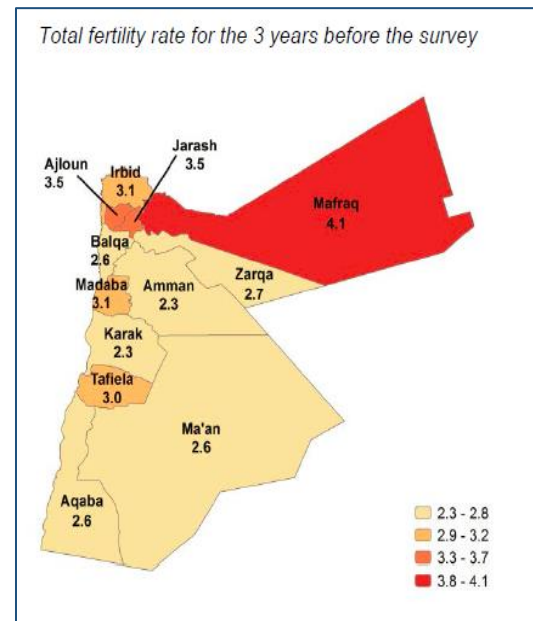 Total fertility rate for the 3 years before the survey
Ajloun
3.5
Irbid
3.1
Jarash
3.5
Mafraq
4.1
Balqa
2.6
Zarqa
2.7
Madaba
3.1
Amman
2.3
Karak
2.3
Tafiela
3.0
Ma'an
2.6
Aqaba
2.6
2.3 - 2.8
2.9 - 3.2
3.3 - 3.7
3.8 - 4.1